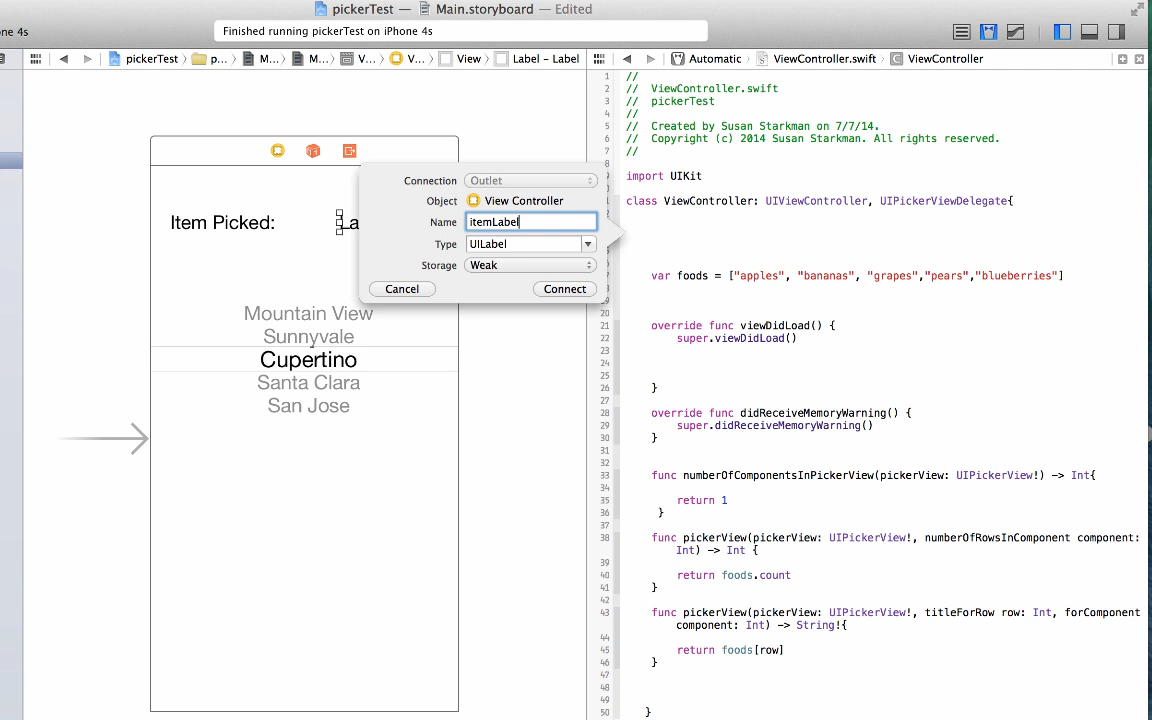 pickerTest — Main.storyboard — Edited
ne 4s
Finished running pickerTest on iPhone 4s
pickerTest p... M... M... V... V... View Label - Label
Automatic ViewController.swift ViewController
1 //
2 // ViewController.swift
3 // pickerTest
4 //
5 // Created by Susan Starkman on 7/7/14.
6 // Copyright (c) 2014 Susan Starkman. All rights reserved.
7 //
import UIKit
class ViewController: UIViewController, UIPickerViewDelegate{
var foods = ["apples", "bananas", "grapes","pears","blueberries"]
20
21 override func viewDidLoad() {
22 super.viewDidLoad()
23
24
25
26 }
27
28 override func didReceiveMemoryWarning() {
29 super.didReceiveMemoryWarning()
30 }
31
32
33 func numberOfComponentsInPickerView(pickerView: UIPickerView!) -> Int{
34
35 return 1
36 }
37
38 func pickerView(pickerView: UIPickerView!, numberOfRowsInComponent component:
Int) -> Int {
39
40 return foods.count
41 }
42
43 func pickerView(pickerView: UIPickerView!, titleForRow row: Int, forComponent
component: Int) -> String!{
44
45 return foods[row]
46 }
47
48
49
50 }
Item Picked:
La
Connection Outlet
Object View Controller
Name itemLabel
Type UILabel
Storage Weak
Cancel Connect
Mountain View
Sunnyvale
Cupertino
Santa Clara
San Jose